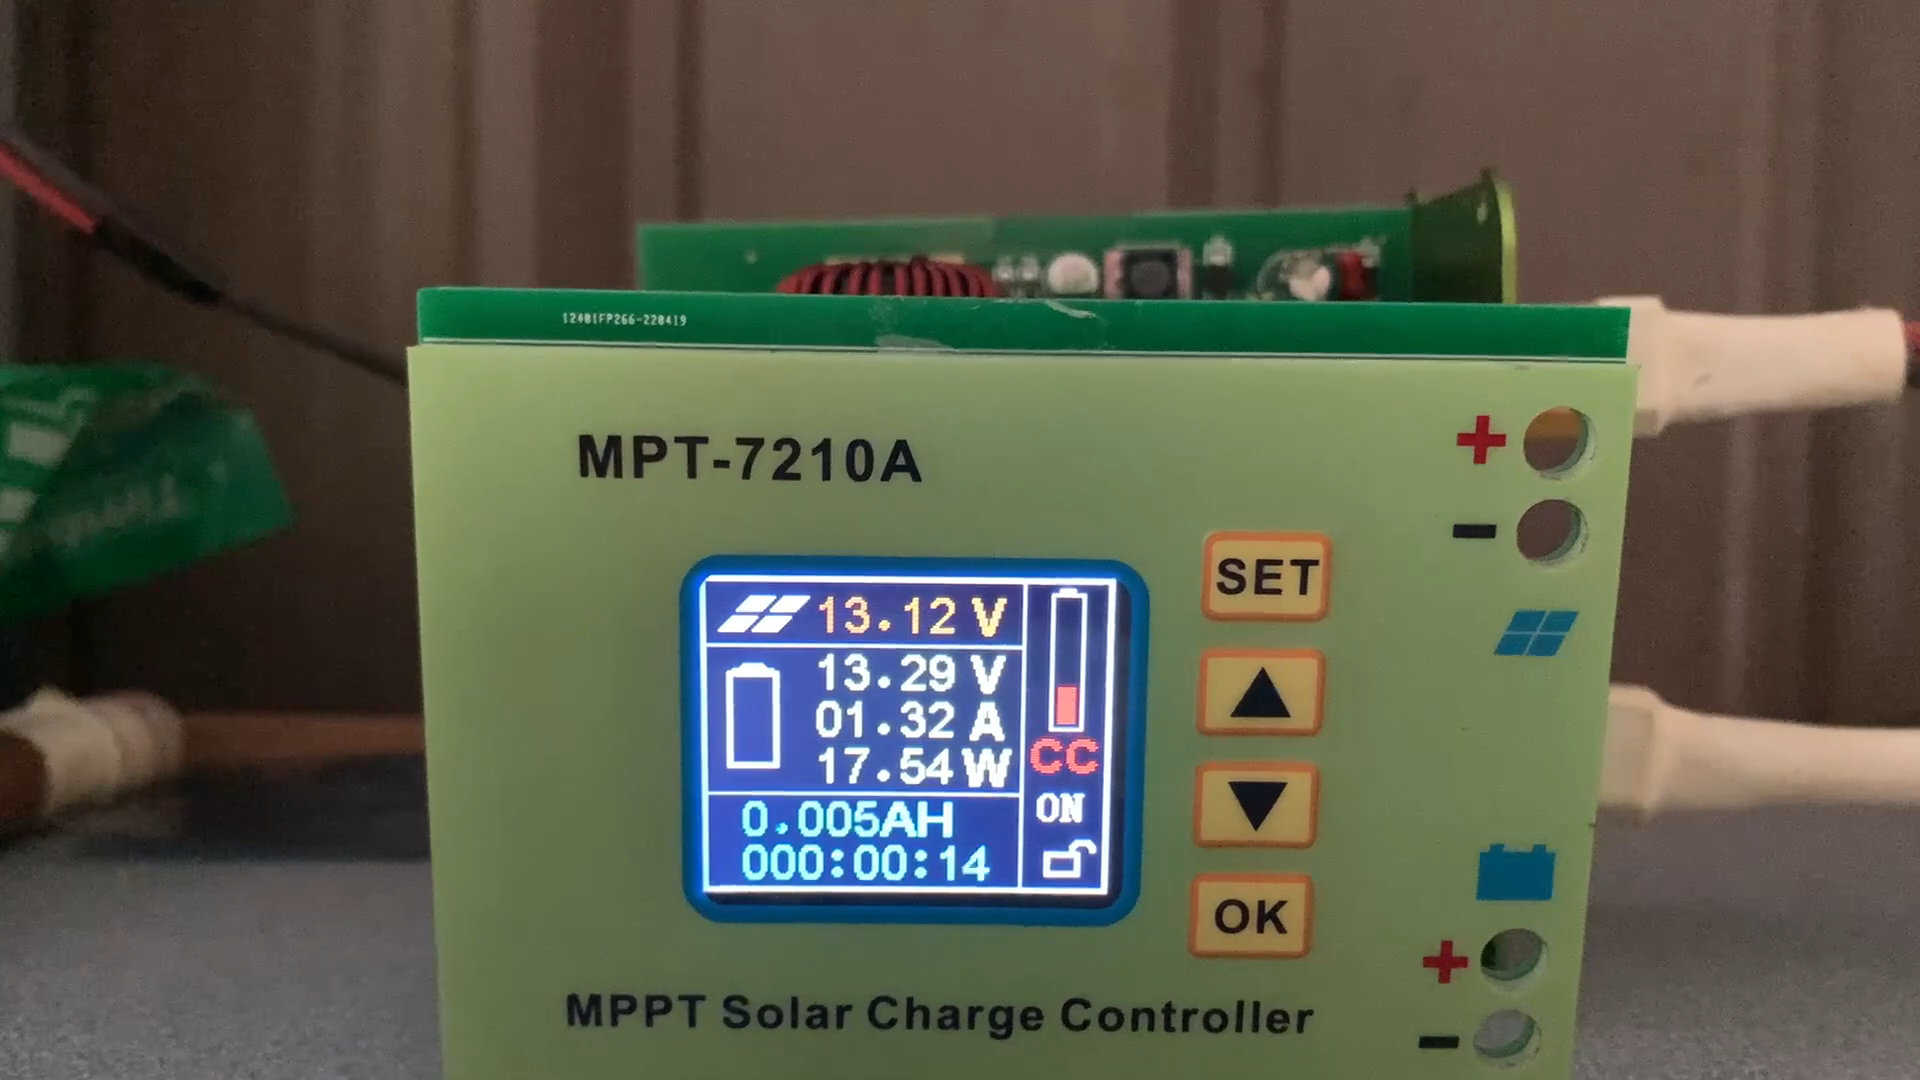 12401FP266-220419
MPT-7210A
+
-
SET
13.12 V
13.29 V
01.32 A
17.54 W
CC
ON
0.005AH
000:00:14
OK
+
-
MPPT Solar Charge Controller